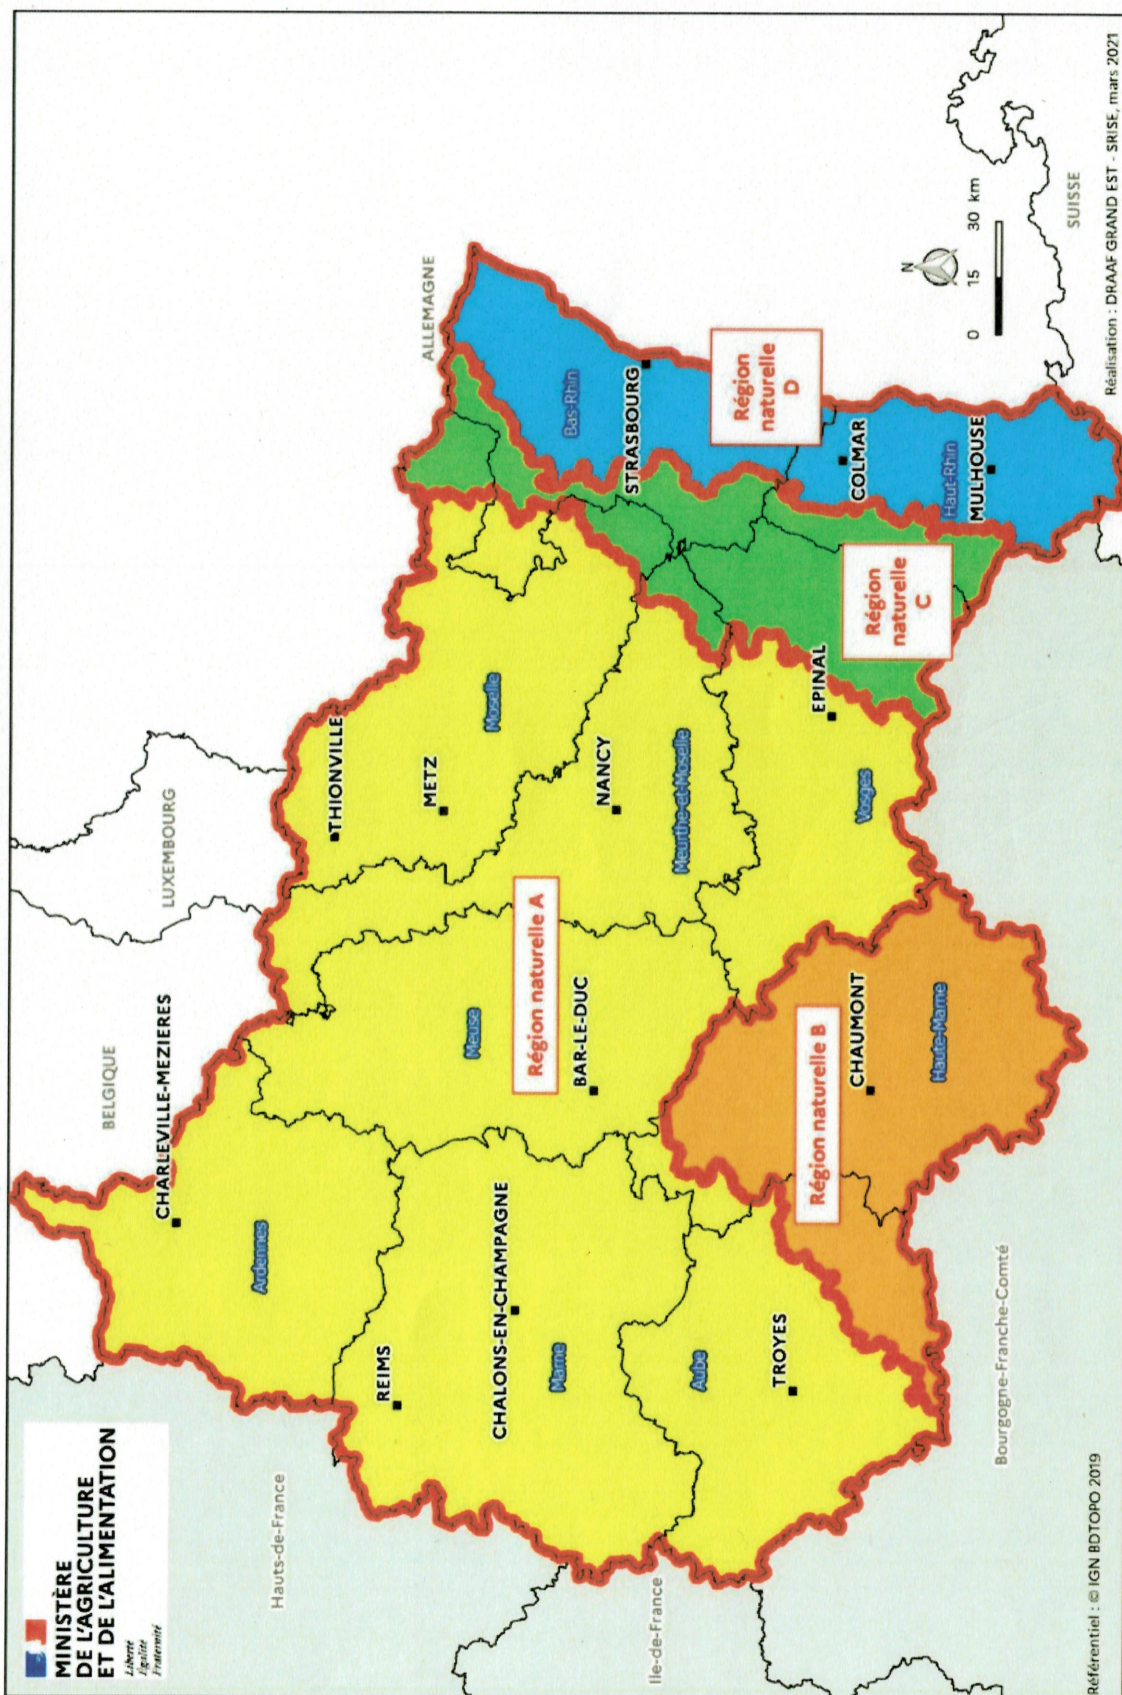 MINISTÈRE
DE L'AGRICULTURE
ET DE L'ALIMENTATION
Liberté
Égalité
Fraternité
BELGIQUE
LUXEMBOURG
ALLEMAGNE
Hauts-de-France
CHARLEVILLE-MEZIERES
Ardennes
THIONVILLE
REIMS
METZ
Moselle
Meuse
CHALONS-EN-CHAMPAGNE
Région naturelle A
Marne
Bas-Rhin
BAR-LE-DUC
NANCY
STRASBOURG
Ile-de-France
Meurthe-et-Moselle
Aube
Région
naturelle
D
TROYES
Région naturelle B
EPINAL
CHAUMONT
Vosges
COLMAR
Région
naturelle
C
Haute-Marne
Haut-Rhin
MULHOUSE
N
0 15 30 km
Bourgogne-Franche-Comté
SUISSE
Référentiel : © IGN BDTOPO 2019
Réalisation : DRAAF GRAND EST - SRISE, mars 2021